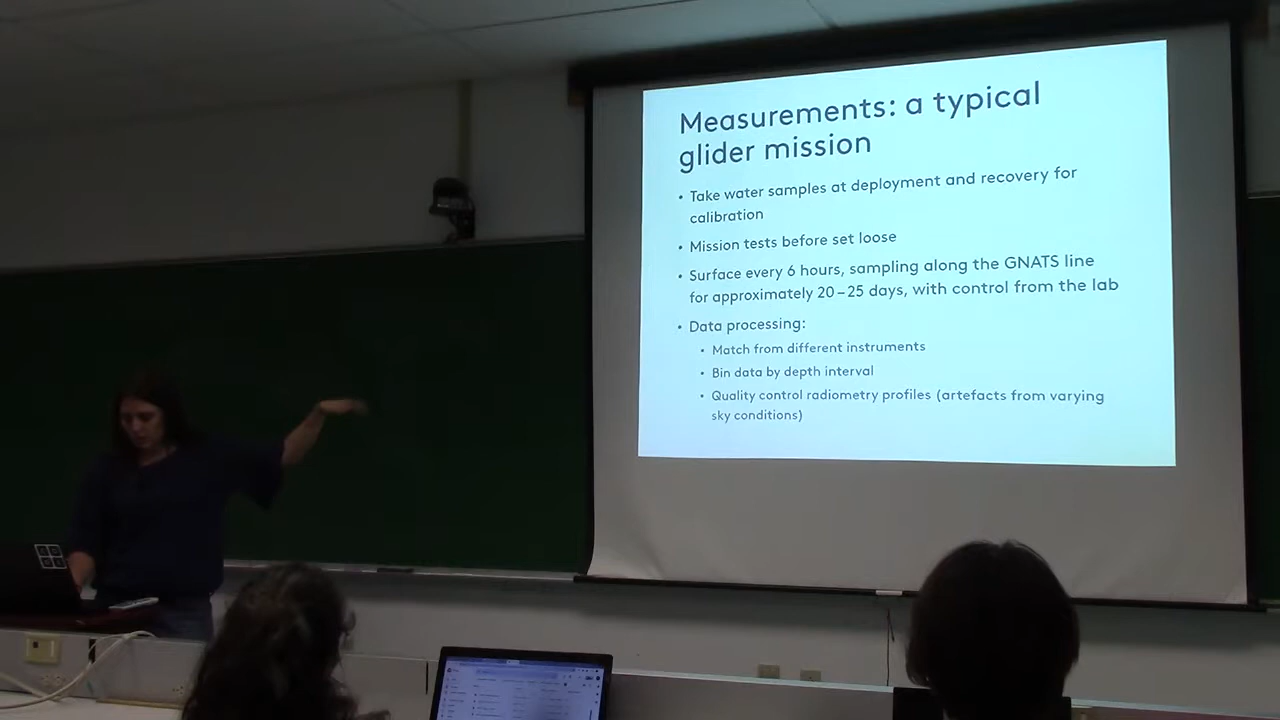 Measurements: a typical
glider mission
• Take water samples at deployment and recovery for
calibration
• Mission tests before set loose
• Surface every 6 hours, sampling along the GNATS line
for approximately 20–25 days, with control from the lab
• Data processing:
• Match from different instruments
• Bin data by depth interval
• Quality control radiometry profiles (artefacts from varying
sky conditions)